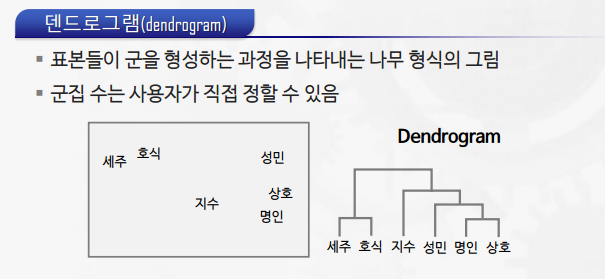 덴드로그램(dendrogram)
▪ 표본들이 군을 형성하는 과정을 나타내는 나무 형식의 그림
▪ 군집 수는 사용자가 직접 정할 수 있음
세주 호식 성민
지수 상호
명인
Dendrogram
세주 호식 지수 성민 명인 상호